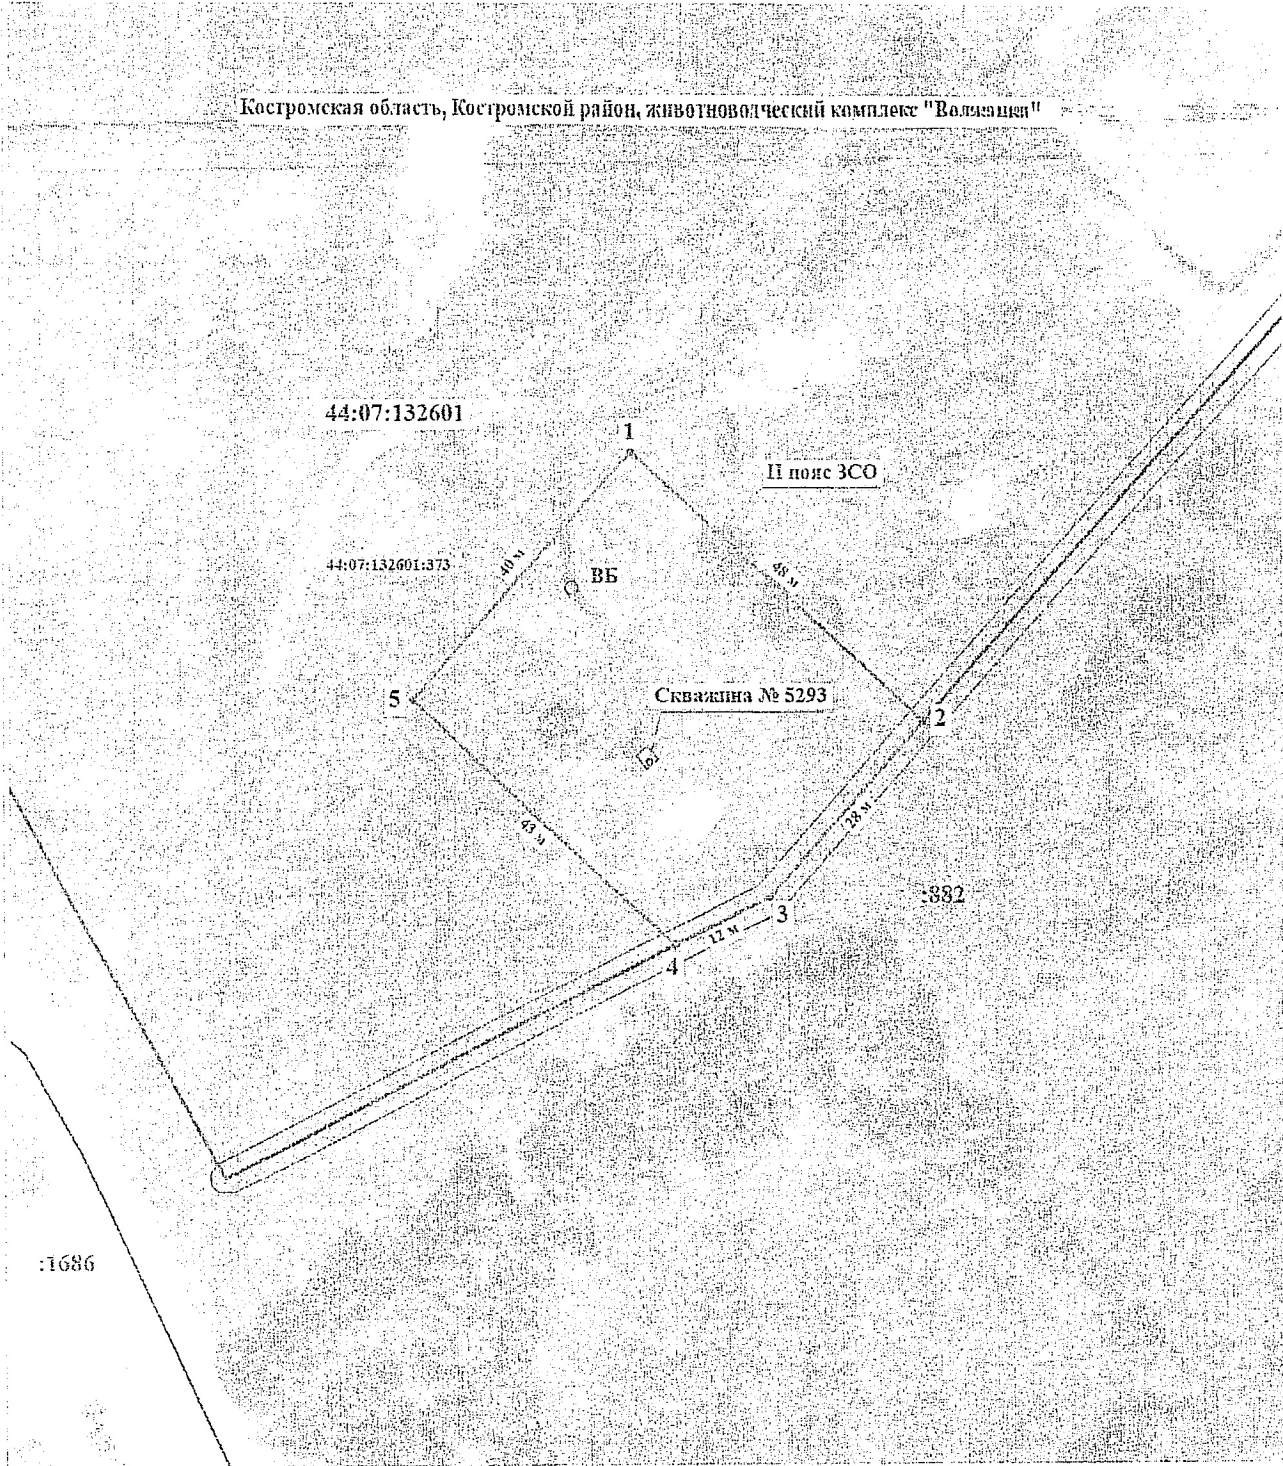 Костромская область, Костромской район, животноводческий комплекс
44:07:132601
1
II пояс ЗСО
44:07:132601:373
40 м
ВБ
48 м
5
Скважина № 5293
2
43 м
28 м
:882
3
12 м
4
:1686